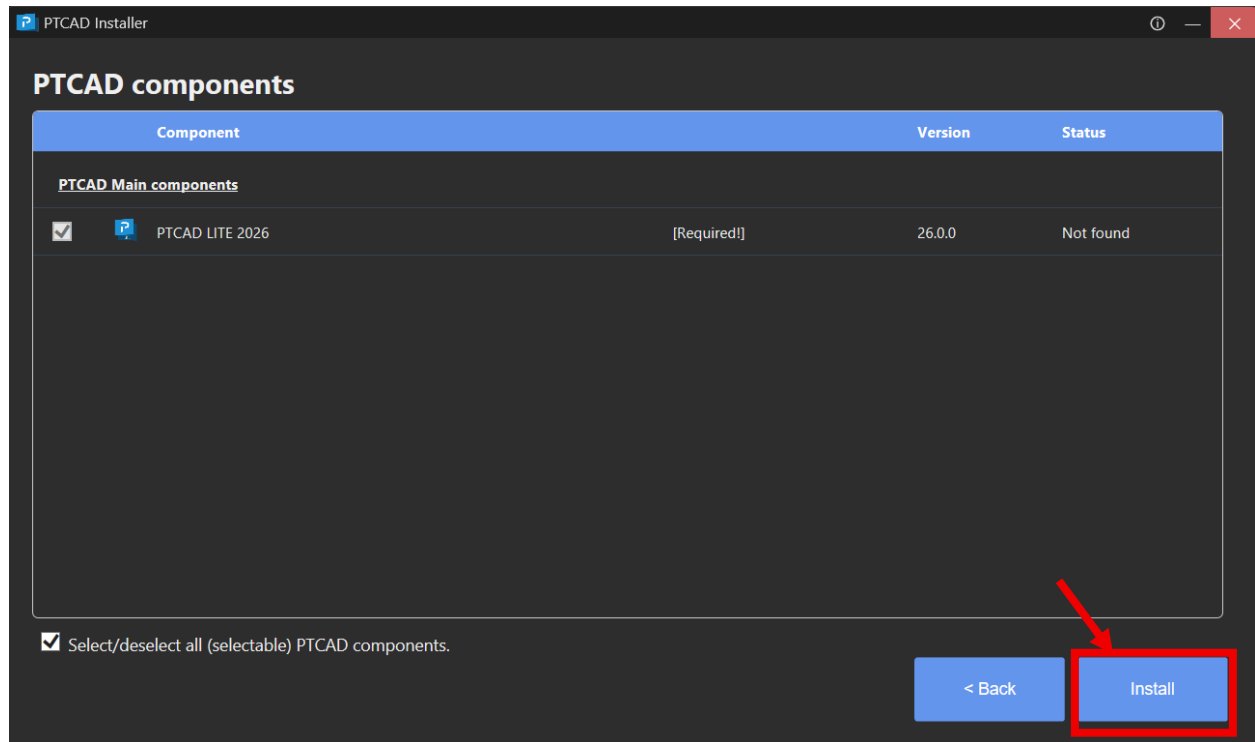 PTCAD Installer
PTCAD components
Component Version Status
PTCAD Main components
PTCAD LITE 2026 [Required!] 26.0.0 Not found
Select/deselect all (selectable) PTCAD components.
< Back Install